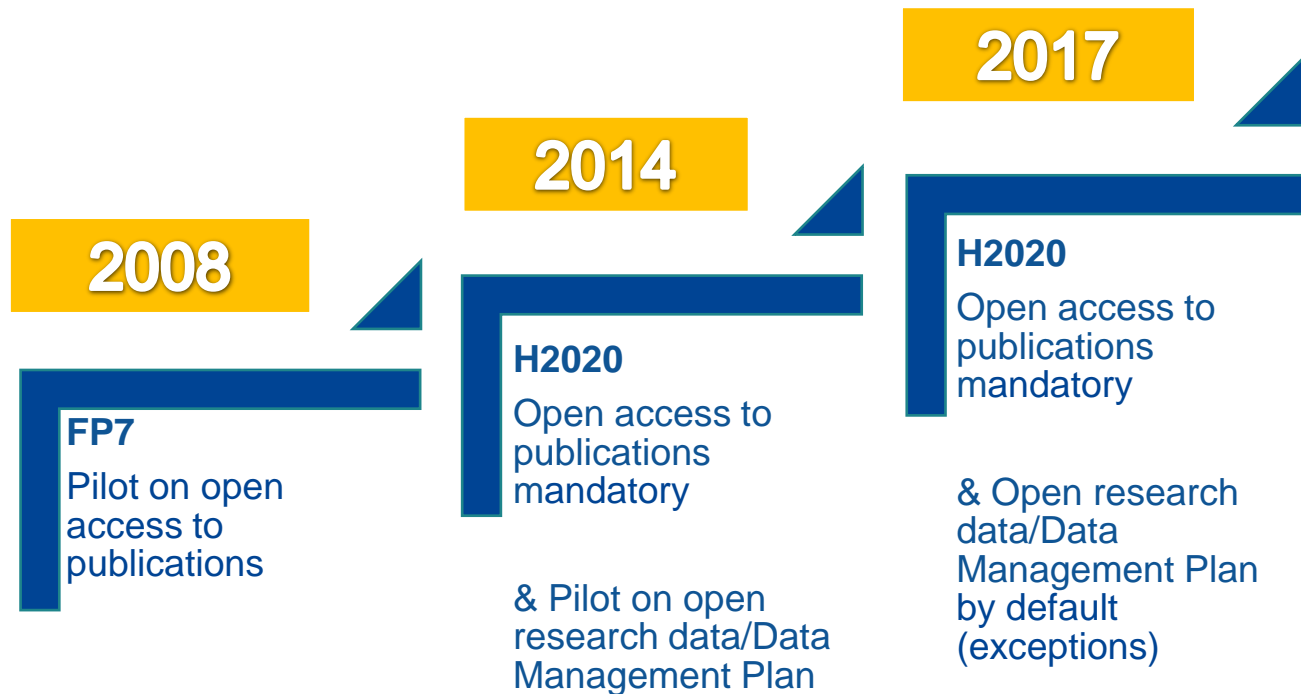 2008
FP7
Pilot on open
access to
publications
2014
H2020
Open access to
publications
mandatory
& Pilot on open
research data/Data
Management Plan
2017
H2020
Open access to
publications
mandatory
& Open research
data/Data
Management Plan
by default
(exceptions)